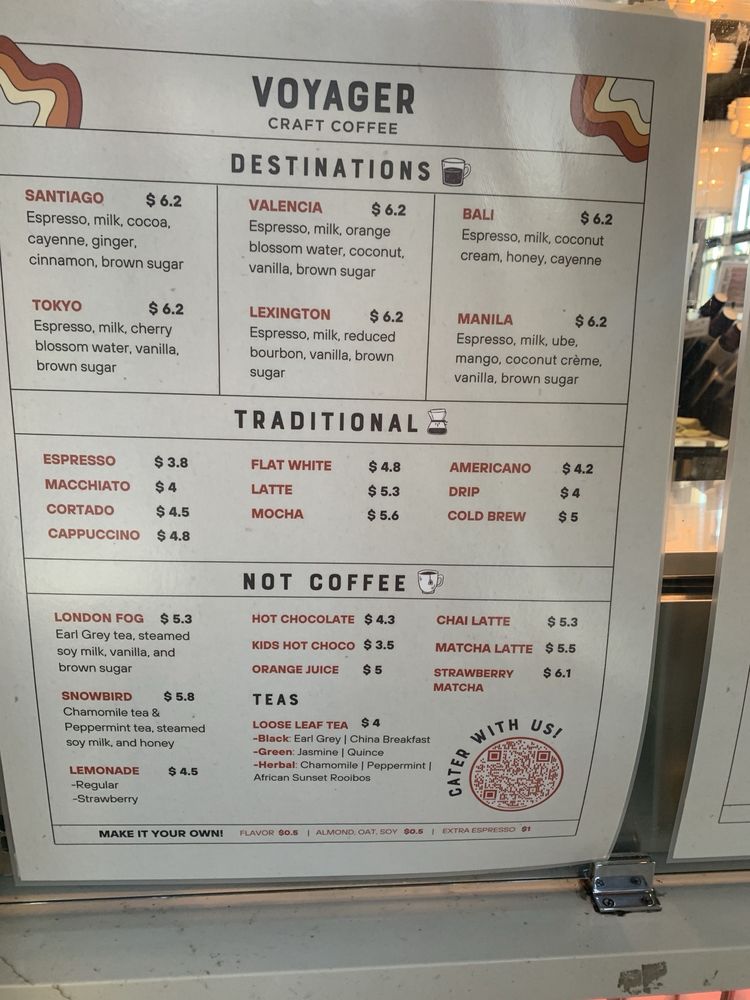 VOYAGER
CRAFT COFFEE
DESTINATIONS
SANTIAGO $ 6.2
Espresso, milk, cocoa,
cayenne, ginger,
cinnamon, brown sugar
TOKYO $ 6.2
Espresso, milk, cherry
blossom water, vanilla,
brown sugar
VALENCIA $ 6.2
Espresso, milk, orange
blossom water, coconut,
vanilla, brown sugar
LEXINGTON $ 6.2
Espresso, milk, reduced
bourbon, vanilla, brown
sugar
BALI $ 6.2
Espresso, milk, coconut
cream, honey, cayenne
MANILA $ 6.2
Espresso, milk, ube,
mango, coconut crème,
vanilla, brown sugar
TRADITIONAL
ESPRESSO $ 3.8
MACCHIATO $ 4
CORTADO $ 4.5
CAPPUCCINO $ 4.8
FLAT WHITE $ 4.8
LATTE $ 5.3
MOCHA $ 5.6
AMERICANO $ 4.2
DRIP $ 4
COLD BREW $ 5
NOT COFFEE
LONDON FOG $ 5.3
Earl Grey tea, steamed
soy milk, vanilla, and
brown sugar
SNOWBIRD $ 5.8
Chamomile tea &
Peppermint tea, steamed
soy milk, and honey
LEMONADE $ 4.5
-Regular
-Strawberry
HOT CHOCOLATE $ 4.3
KIDS HOT CHOCO $ 3.5
ORANGE JUICE $ 5
TEAS
LOOSE LEAF TEA $ 4
-Black: Earl Grey | China Breakfast
-Green: Jasmine | Quince
-Herbal: Chamomile | Peppermint |
African Sunset Rooibos
CHAI LATTE $ 5.3
MATCHA LATTE $ 5.5
STRAWBERRY $ 6.1
MATCHA
CATER WITH US!
MAKE IT YOUR OWN! FLAVOR $0.5 | ALMOND, OAT, SOY $0.5 | EXTRA ESPRESSO $1